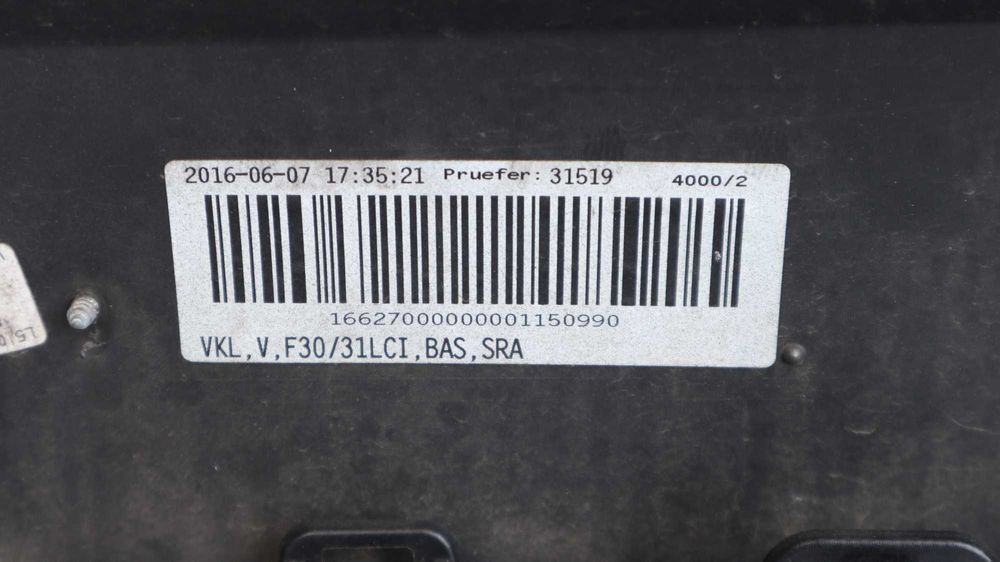 2016-06-07 17:35:21 Pruefer: 31519 4000/2
16627000000001150990
VKL,V,F30/31LCI,BAS,SRA